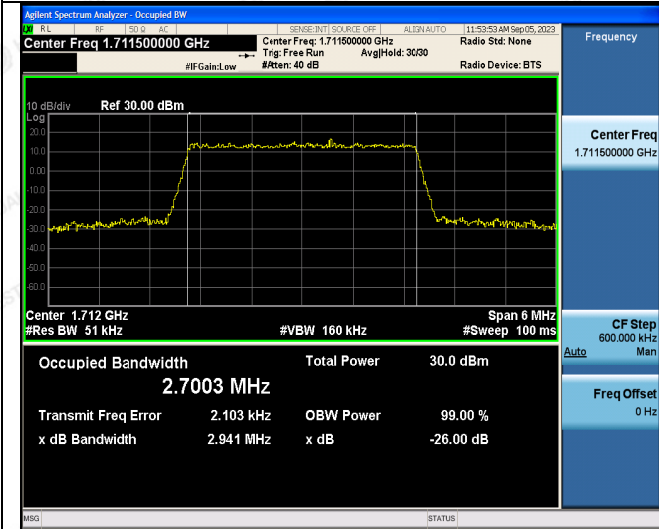 Agilent Spectrum Analyzer - Occupied BW
RL RF 50 Ω AC SENSE:INT SOURCE OFF ALIGN AUTO 11:53:53 AM Sep 05, 2023
Center Freq 1.711500000 GHz Center Freq: 1.711500000 GHz Radio Std: None
Trig: Free Run Avg|Hold: 30/30
#IFGain:Low #Atten: 40 dB Radio Device: BTS
10 dB/div Ref 30.00 dBm
Log
20.0
10.0
0.00
-10.0
-20.0
-30.0
-40.0
-50.0
-60.0
Center 1.712 GHz Span 6 MHz
#Res BW 51 kHz #VBW 160 kHz #Sweep 100 ms
Occupied Bandwidth Total Power 30.0 dBm
2.7003 MHz
Transmit Freq Error 2.103 kHz OBW Power 99.00 %
x dB Bandwidth 2.941 MHz x dB -26.00 dB
MSG STATUS
Frequency
Center Freq
1.711500000 GHz
CF Step
600.000 kHz
Auto Man
Freq Offset
0 Hz